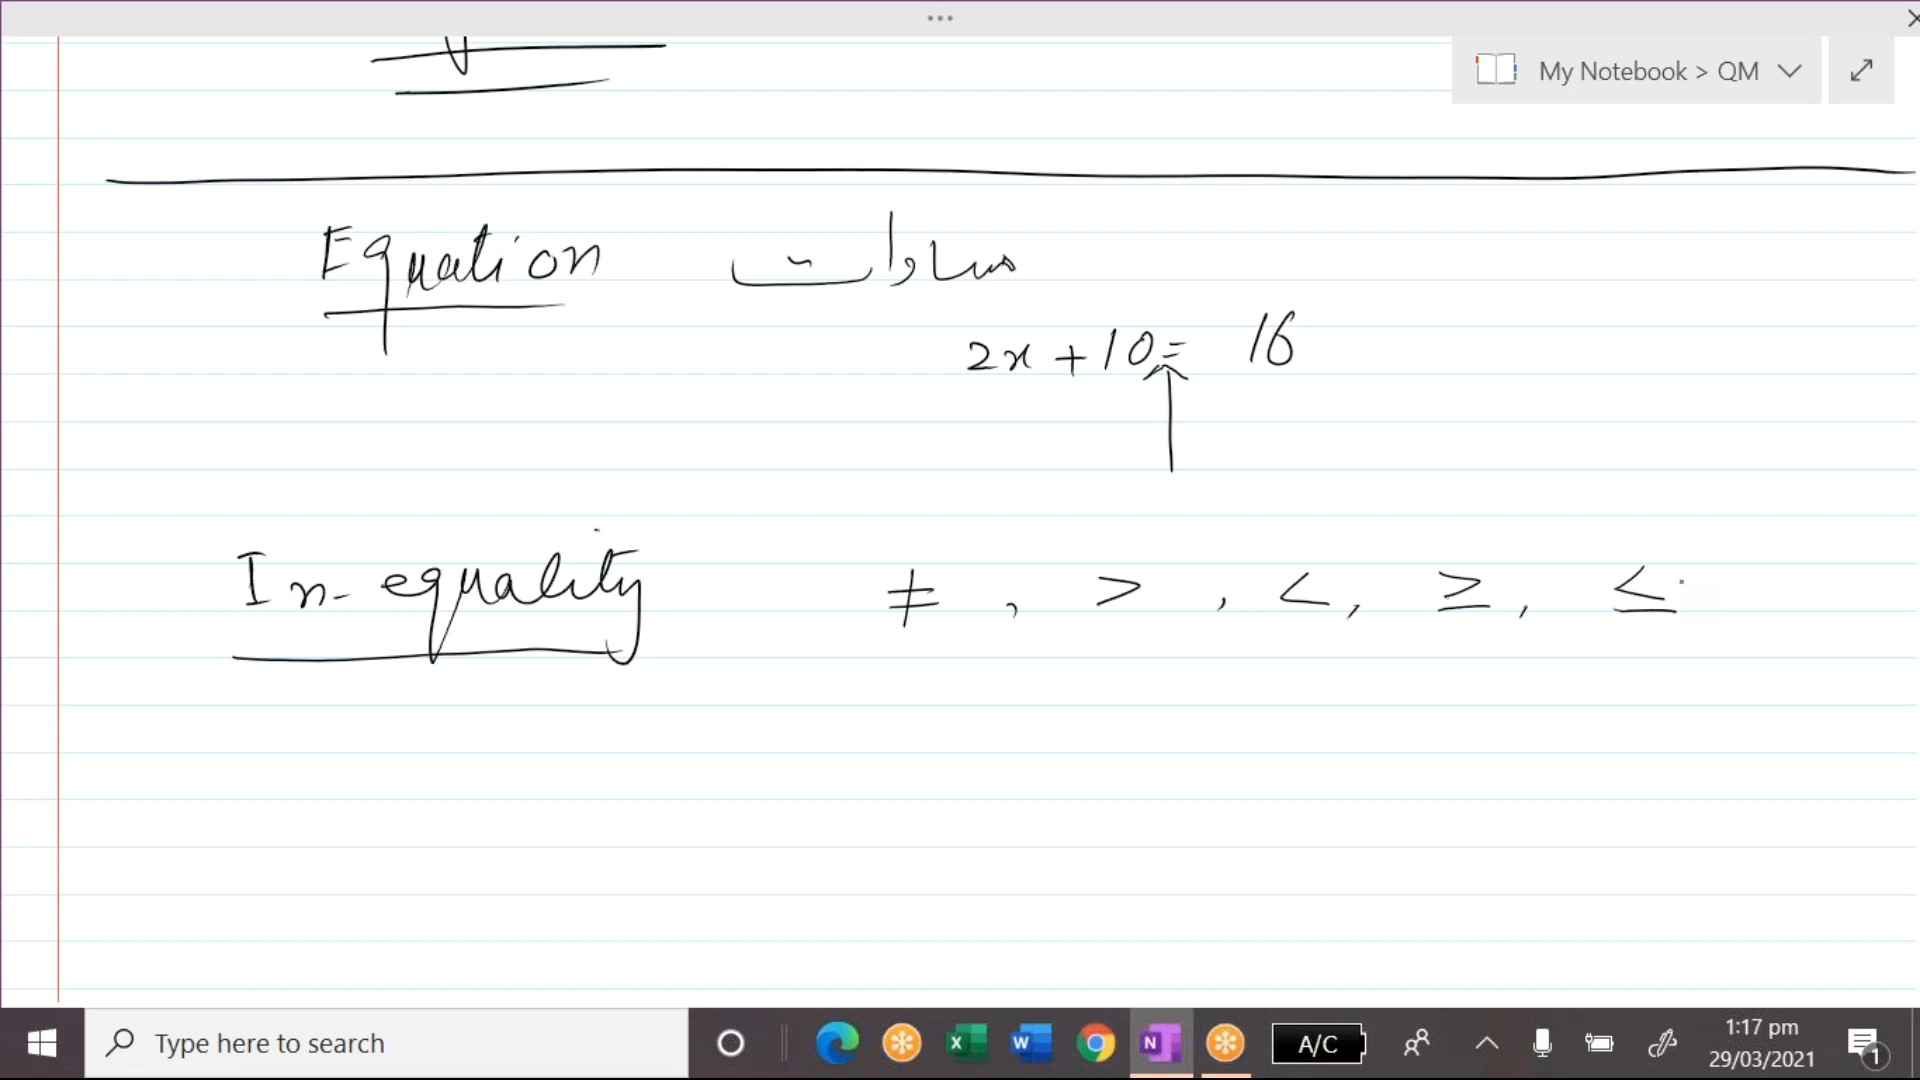 My Notebook > QM
Equation مساوات
2x + 10 = 16
In-equality ≠ , > , < , ≥ , ≤
Type here to search
A/C
1:17 pm
29/03/2021
1